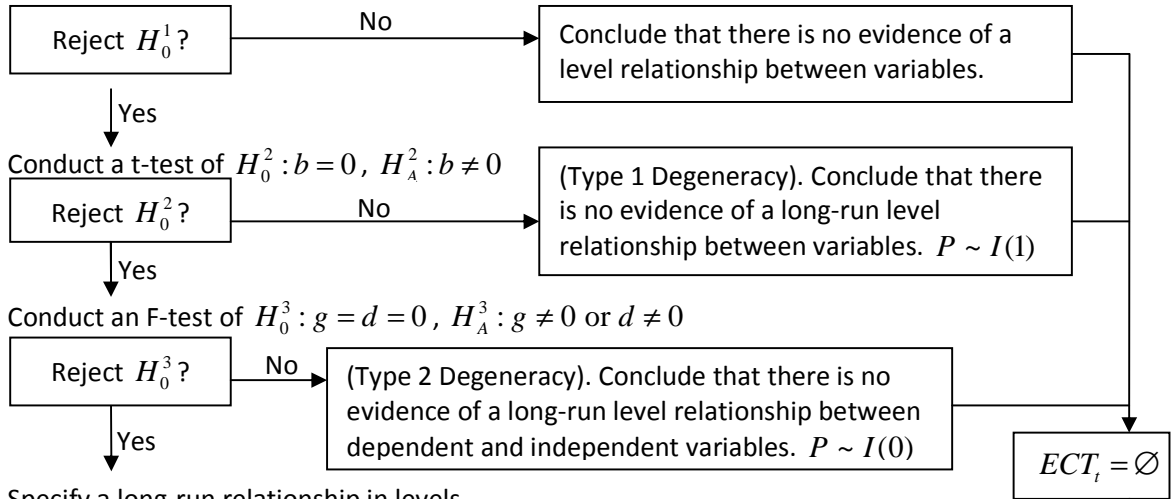 Reject H_0^1 ?
No
Conclude that there is no evidence of a
level relationship between variables.
Yes
Conduct a t-test of H_0^2 : b = 0 , H_A^2 : b ≠ 0
Reject H_0^2 ?
No
(Type 1 Degeneracy). Conclude that there
is no evidence of a long-run level
relationship between variables. P ~ I(1)
Yes
Conduct an F-test of H_0^3 : g = d = 0 , H_A^3 : g ≠ 0 or d ≠ 0
Reject H_0^3 ?
No
(Type 2 Degeneracy). Conclude that there is no
evidence of a long-run level relationship between
dependent and independent variables. P ~ I(0)
Yes
ECT_t = ∅
Specify a long-run relationship in levels